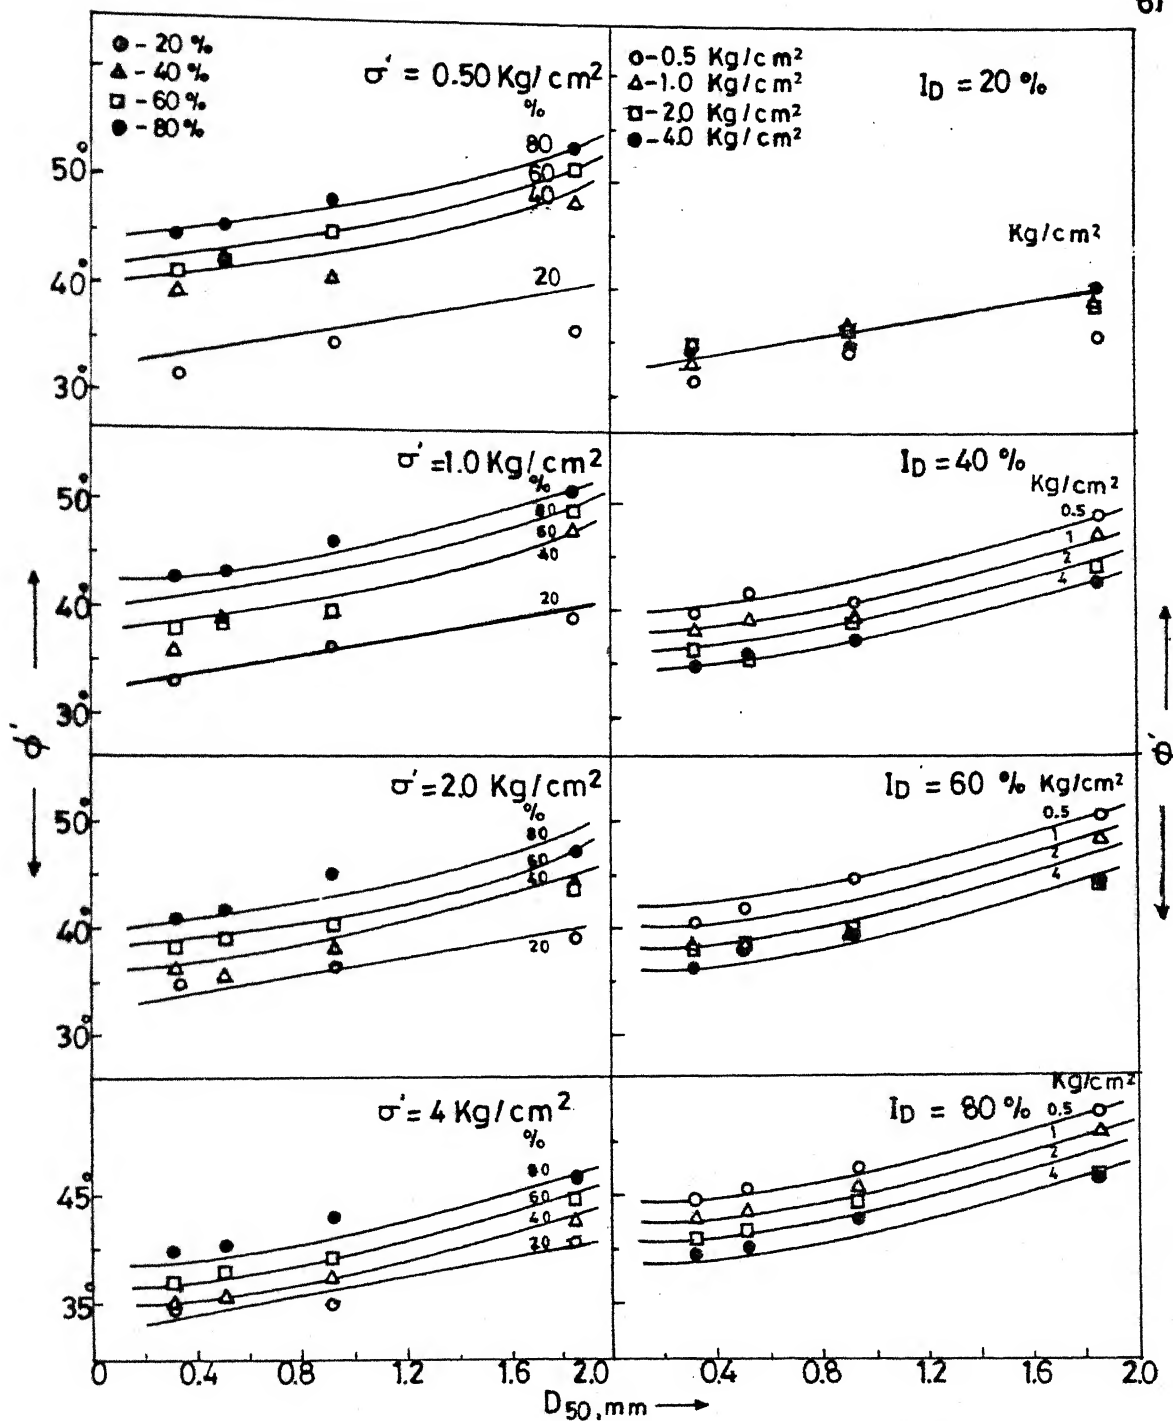 61
● - 20 %
△ - 40 %
□ - 60 %
● - 80 %
σ' = 0.50 Kg/cm²
%
80
60
40
20
50°
40°
30°
○-0.5 Kg/cm²
△-1.0 Kg/cm²
□-2.0 Kg/cm²
●-4.0 Kg/cm²
I_D = 20 %
Kg/cm²
σ' = 1.0 Kg/cm²
%
80
60
40
20
50°
40°
30°
I_D = 40 %
Kg/cm²
0.5
1
2
4
ϕ'
ϕ'
σ' = 2.0 Kg/cm²
%
80
60
40
20
50°
40°
30°
I_D = 60 % Kg/cm²
0.5
1
2
4
σ' = 4 Kg/cm²
%
80
60
40
20
45°
35°
Kg/cm²
I_D = 80 %
0.5
1
2
4
0 0.4 0.8 1.2 1.6 2.0 0.4 0.8 1.2 1.6 2.0
D50, mm